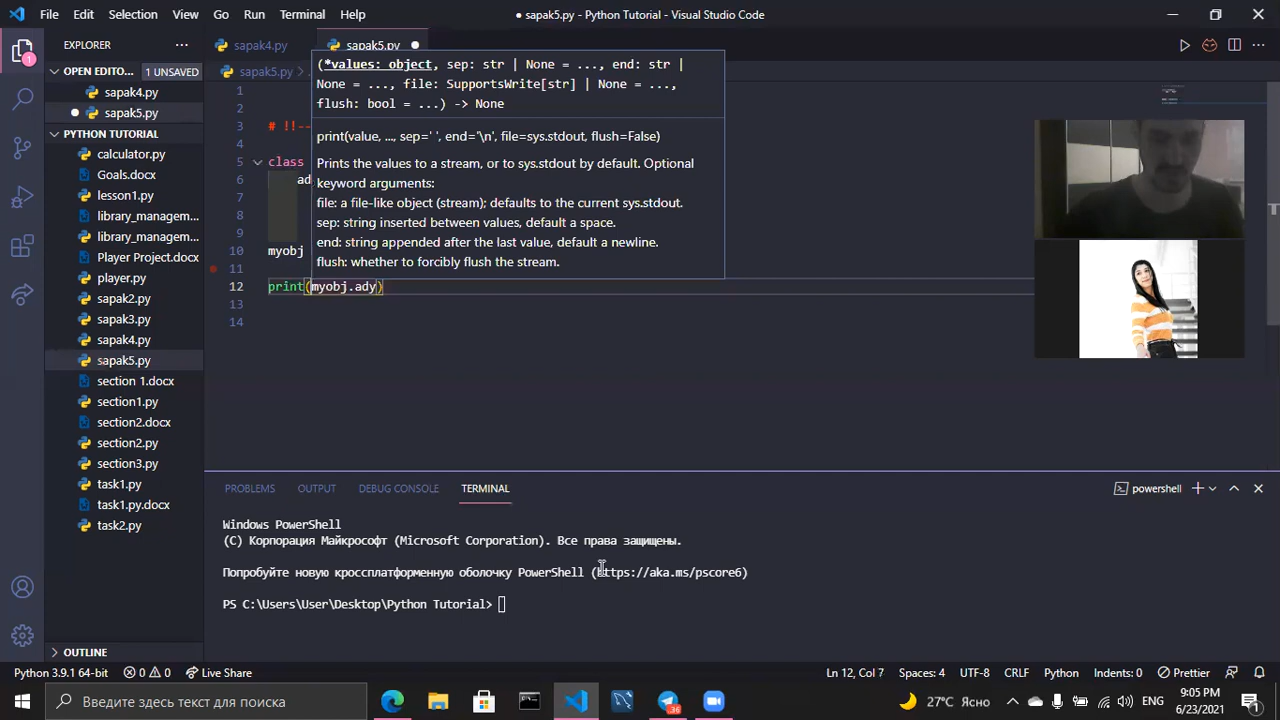 File Edit Selection View Go Run Terminal Help
● sapak5.py - Python Tutorial - Visual Studio Code
EXPLORER
sapak4.py
sapak5.py
OPEN EDITO... 1 UNSAVED
sapak4.py
sapak5.py
PYTHON TUTORIAL
calculator.py
Goals.docx
lesson1.py
library_managem...
library_managem...
Player Project.docx
player.py
sapak2.py
sapak3.py
sapak4.py
sapak5.py
section 1.docx
section1.py
section2.docx
section2.py
section3.py
task1.py
task1.py.docx
task2.py
OUTLINE
sapak5.py >
(*values: object, sep: str | None = ..., end: str |
None = ..., file: SupportsWrite[str] | None = ...,
flush: bool = ...) -> None
print(value, ..., sep=' ', end='\n', file=sys.stdout, flush=False)
Prints the values to a stream, or to sys.stdout by default. Optional
keyword arguments:
file: a file-like object (stream); defaults to the current sys.stdout.
sep: string inserted between values, default a space.
end: string appended after the last value, default a newline.
flush: whether to forcibly flush the stream.
1
2
3 # !!--
4
5 class
6 ad
7
8
9
10 myobj
11
12 print(myobj.ady)
13
14
PROBLEMS OUTPUT DEBUG CONSOLE TERMINAL
powershell
Windows PowerShell
(C) Корпорация Майкрософт (Microsoft Corporation). Все права защищены.
Попробуйте новую кроссплатформенную оболочку PowerShell (https://aka.ms/pscore6)
PS C:\Users\User\Desktop\Python Tutorial>
Python 3.9.1 64-bit 0 0 Live Share
Ln 12, Col 7 Spaces: 4 UTF-8 CRLF Python Indents: 0 Prettier
Введите здесь текст для поиска
36
27°C Ясно
ENG
9:05 PM
6/23/2021
1